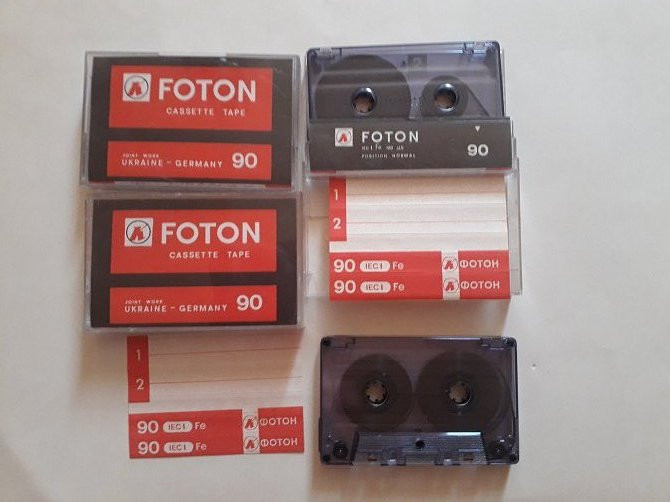 FOTON
CASSETTE TAPE
JOINT WORK
UKRAINE - GERMANY 90
FOTON
POSITION NORMAL
90
FOTON
CASSETTE TAPE
JOINT WORK
UKRAINE - GERMANY 90
1
2
90 IEC I Fe ФОТОН
90 IEC I Fe ФОТОН
1
2
90 IEC I Fe ФОТОН
90 IEC I Fe ФОТОН